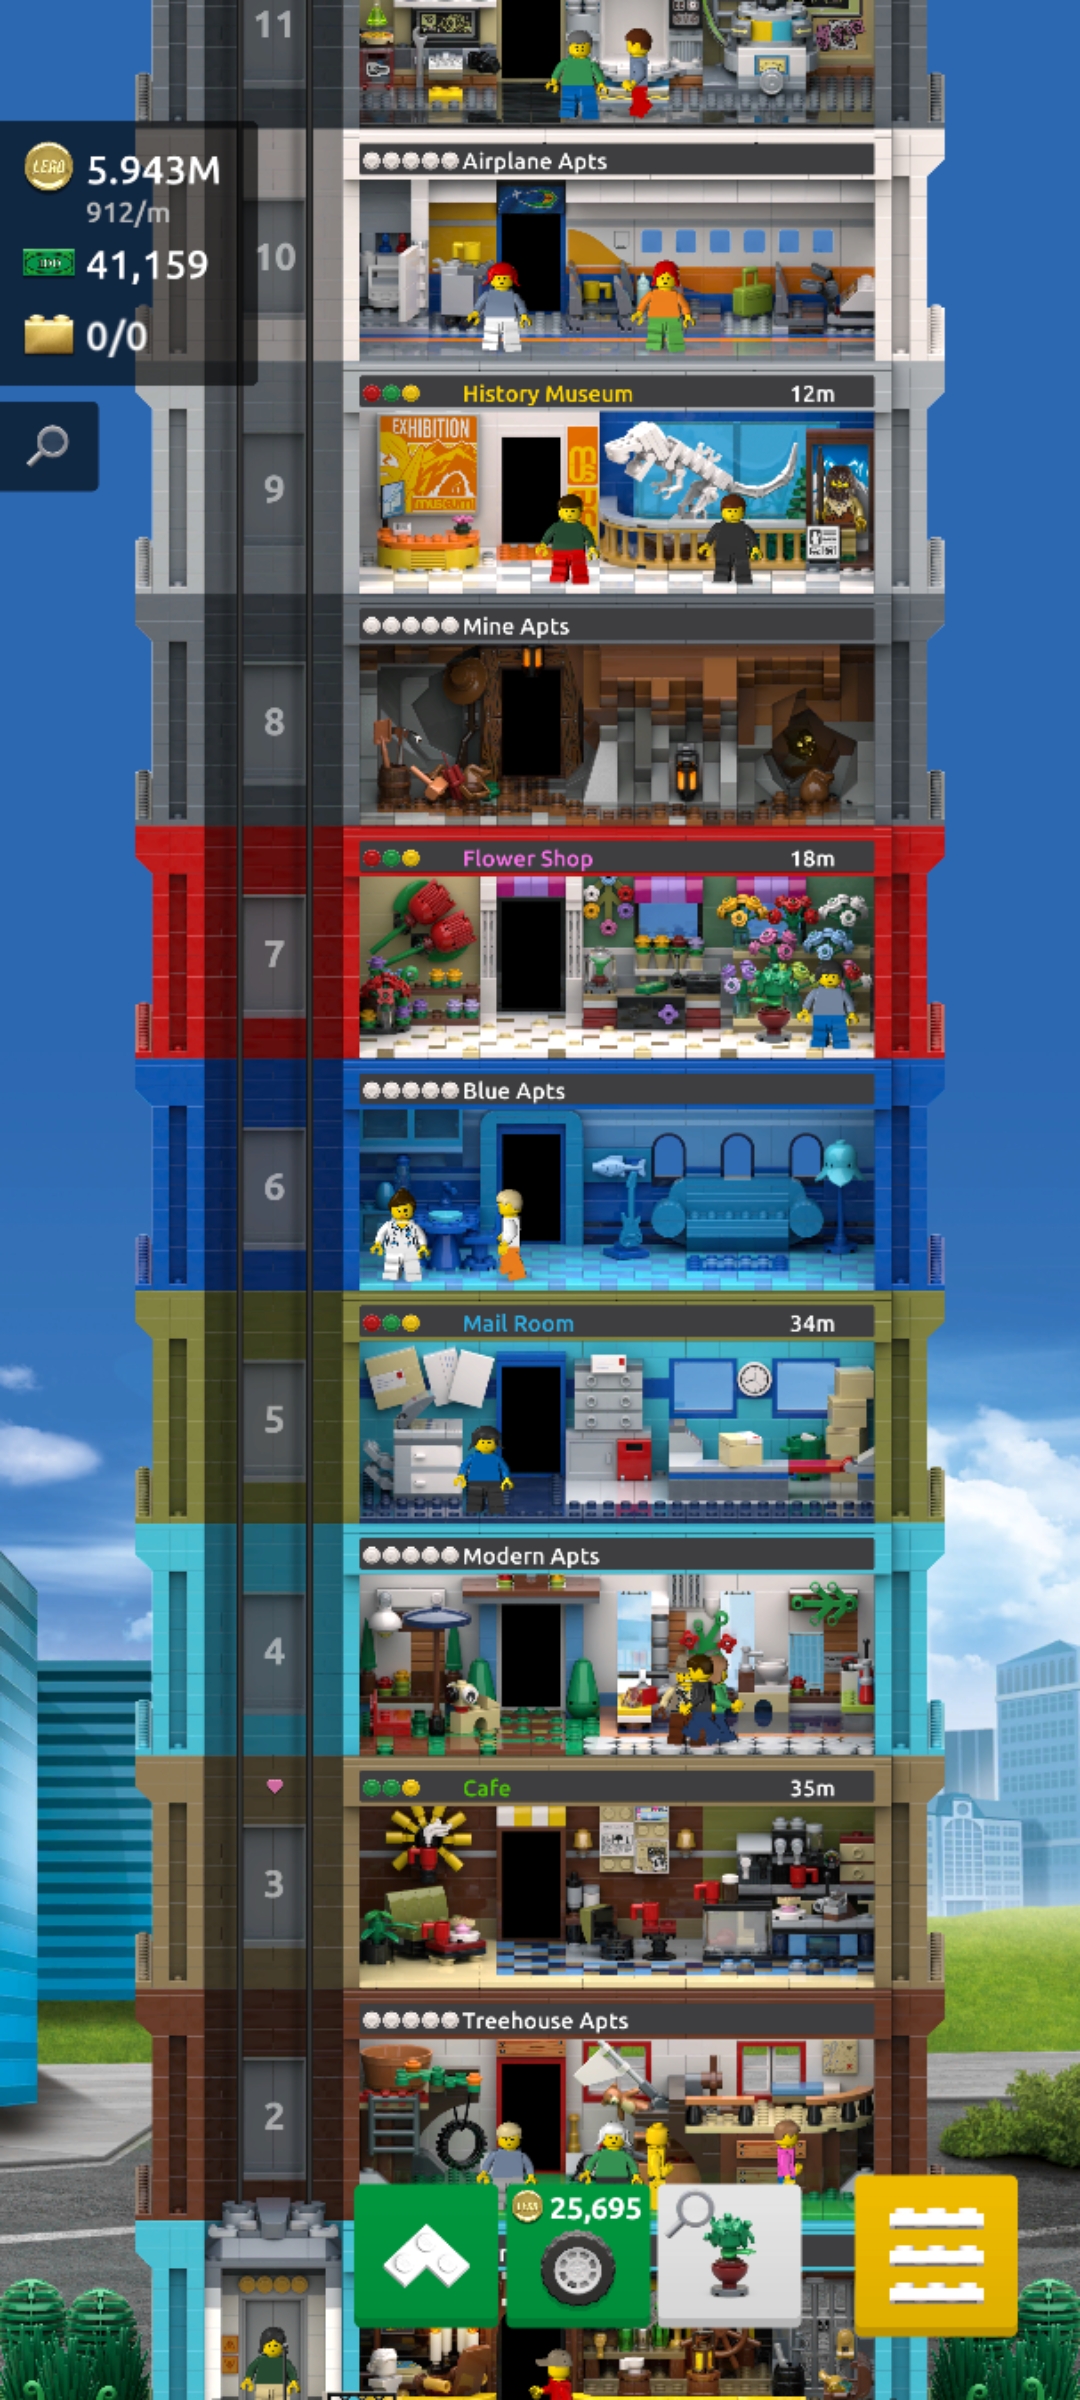 11
LEGO 5.943M
912/m
41,159
0/0
Airplane Apts
10
History Museum 12m
EXHIBITION
MUSEUM
9
Mine Apts
8
Flower Shop 18m
7
Blue Apts
6
Mail Room 34m
5
Modern Apts
4
Cafe 35m
3
Treehouse Apts
2
25,695